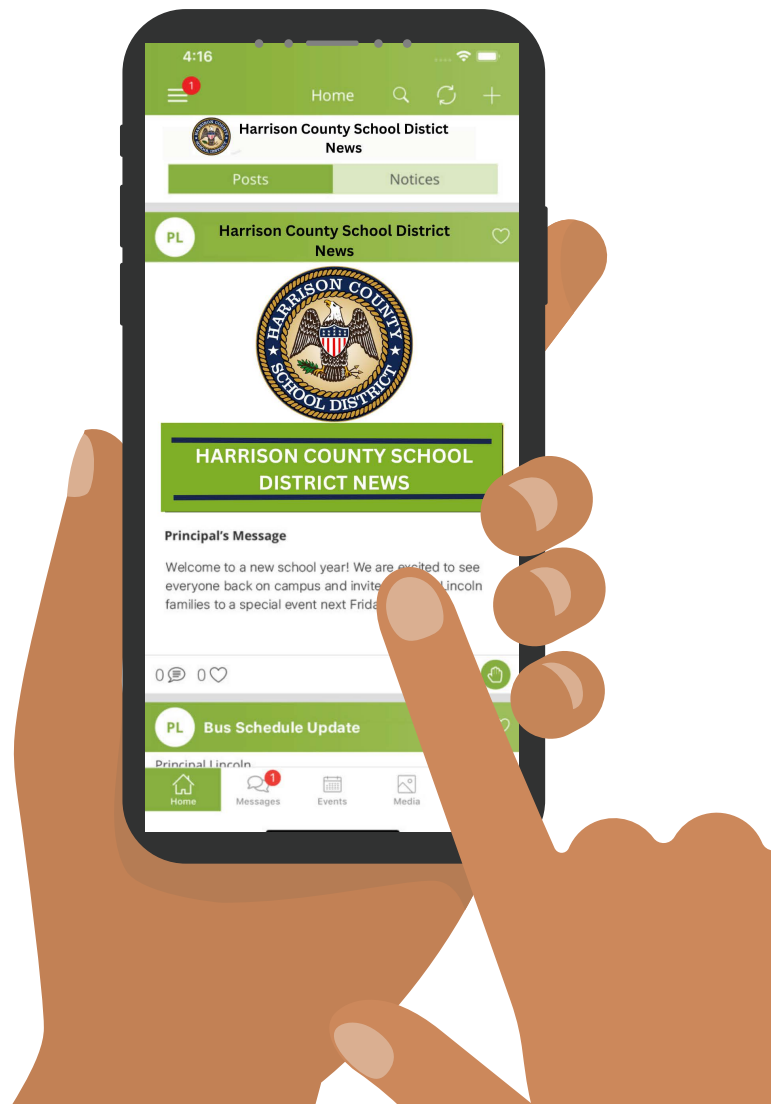 4:16
1
Home
Harrison County School Distict
News
Posts
Notices
PL
Harrison County School District
News
HARRISON COUNTY
SCHOOL DISTRICT
HARRISON COUNTY SCHOOL
DISTRICT NEWS
Principal's Message
Welcome to a new school year! We are excited to see
everyone back on campus and invite Lincoln
families to a special event next Frida
0 0
PL
Bus Schedule Update
Principal Lincoln
1
Home
Messages
Events
Media